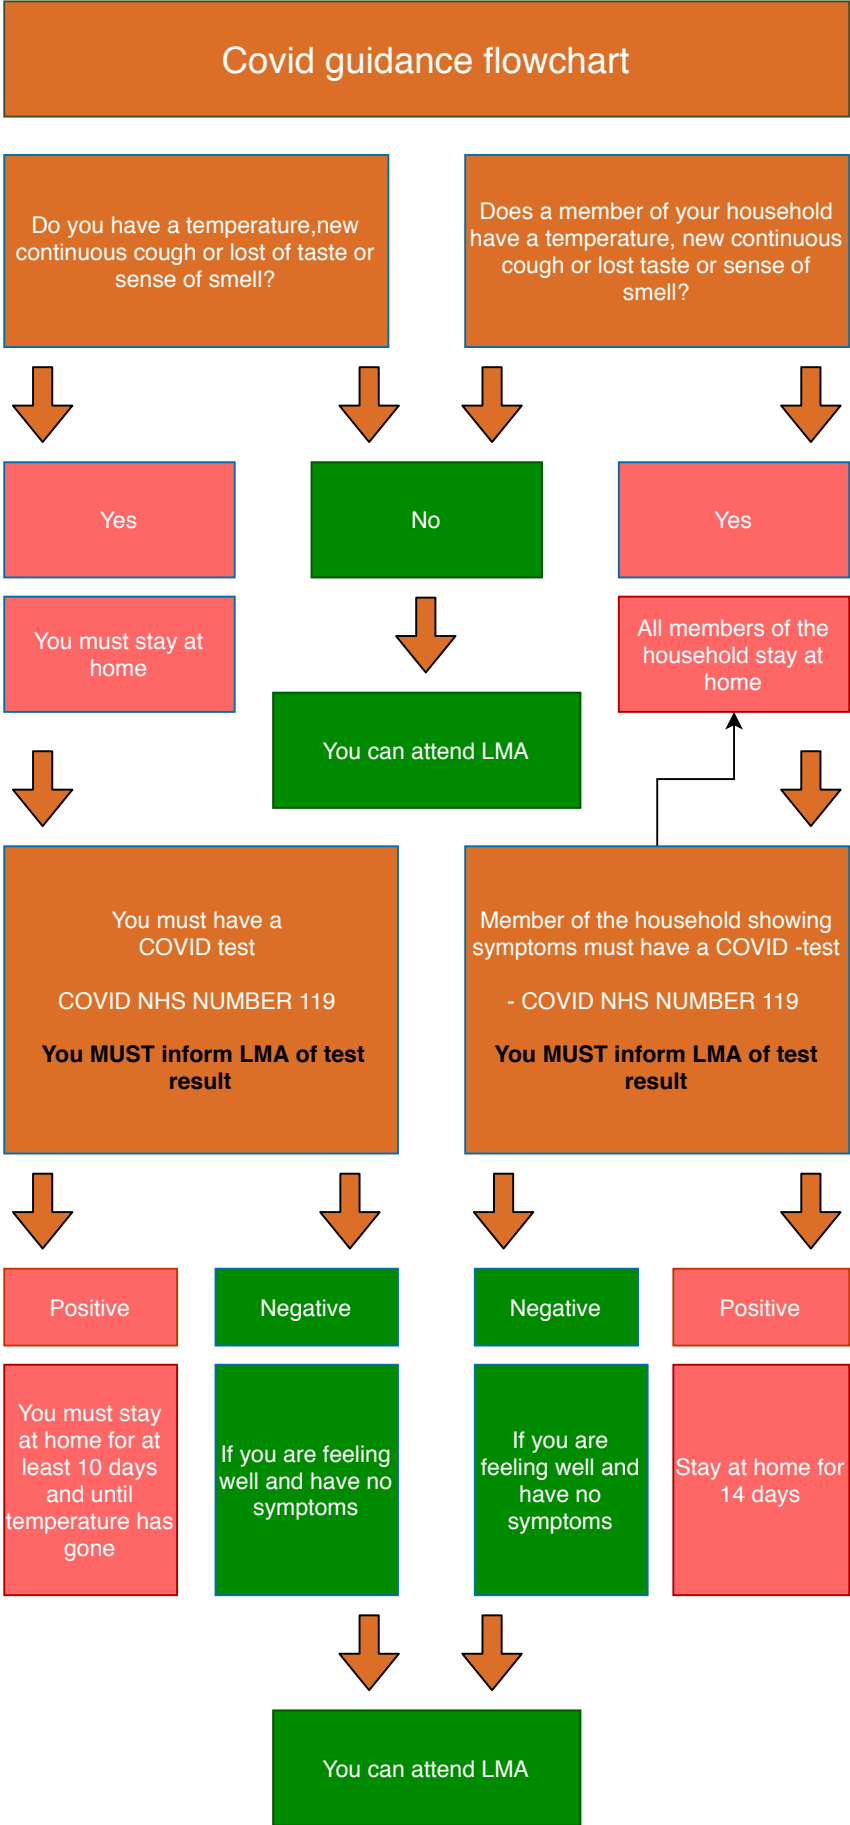 Covid guidance flowchart
Do you have a temperature,new
continuous cough or lost of taste or
sense of smell?
Does a member of your household
have a temperature, new continuous
cough or lost taste or sense of
smell?
Yes
No
Yes
You must stay at
home
All members of the
household stay at
home
You can attend LMA
You must have a
COVID test
COVID NHS NUMBER 119
You MUST inform LMA of test
result
Member of the household showing
symptoms must have a COVID -test
- COVID NHS NUMBER 119
You MUST inform LMA of test
result
Positive
Negative
Negative
Positive
You must stay
at home for at
least 10 days
and until
temperature has
gone
If you are feeling
well and have no
symptoms
If you are
feeling well and
have no
symptoms
Stay at home for
14 days
You can attend LMA